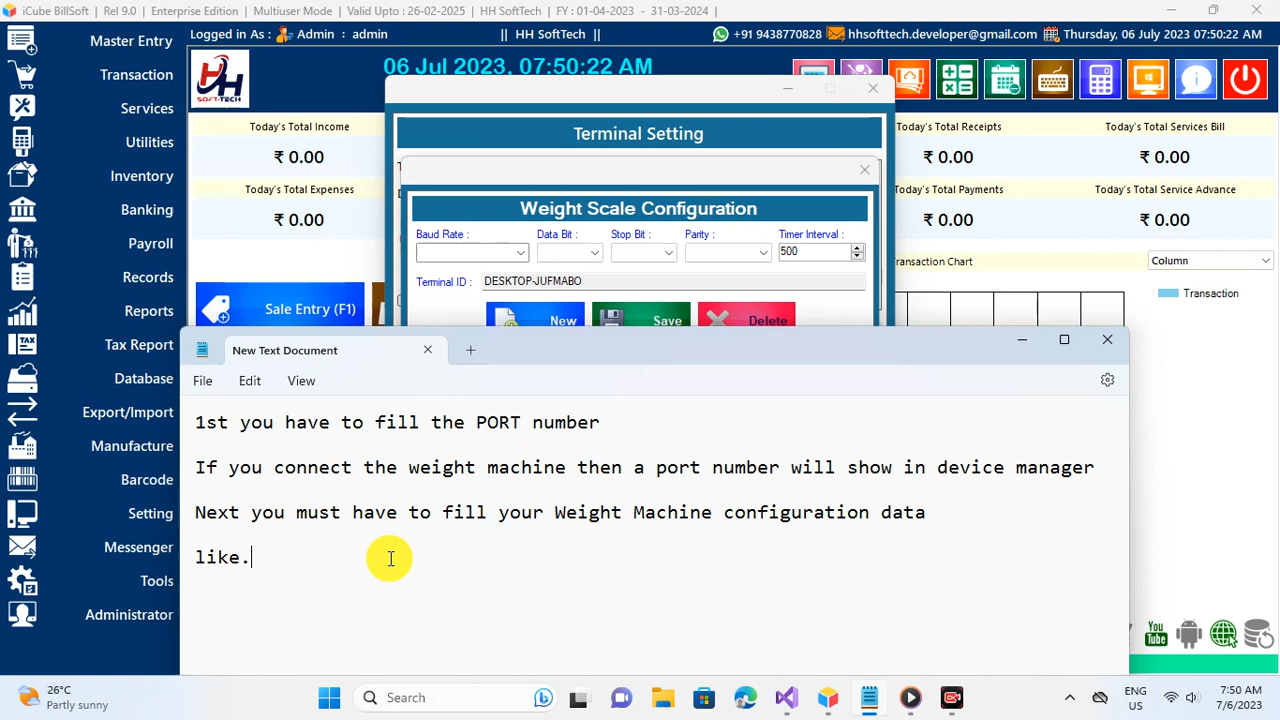 iCube BillSoft | Rel 9.0 | Enterprise Edition | Multiuser Mode | Valid Upto : 26-02-2025 | HH SoftTech | FY : 01-04-2023 - 31-03-2024 |
Logged in As : Admin : admin || HH SoftTech || +91 9438770828 hhsofttech.developer@gmail.com Thursday, 06 July 2023, 07:50:22 AM
Master Entry
Transaction
Services
Utilities
Inventory
Banking
Payroll
Records
Reports
Tax Report
Database
Export/Import
Manufacture
Barcode
Setting
Messenger
Tools
Administrator
TAX
HH
SOFT-TECH
06 Jul 2023, 07:50:22 AM
Today's Total Income
₹ 0.00
Today's Total Expenses
₹ 0.00
Today's Total Receipts
₹ 0.00
Today's Total Services Bill
₹ 0.00
Today's Total Payments
₹ 0.00
Today's Total Service Advance
₹ 0.00
ransaction Chart
Column
Transaction
Sale Entry (F1)
Terminal Setting
Weight Scale Configuration
Baud Rate : Data Bit : Stop Bit : Parity : Timer Interval :
500
Terminal ID : DESKTOP-JUFMABO
New Save Delete
New Text Document
File Edit View
1st you have to fill the PORT number
If you connect the weight machine then a port number will show in device manager
Next you must have to fill your Weight Machine configuration data
like.
You
Tube
26°C
Partly sunny
Search
ENG
US
7:50 AM
7/6/2023